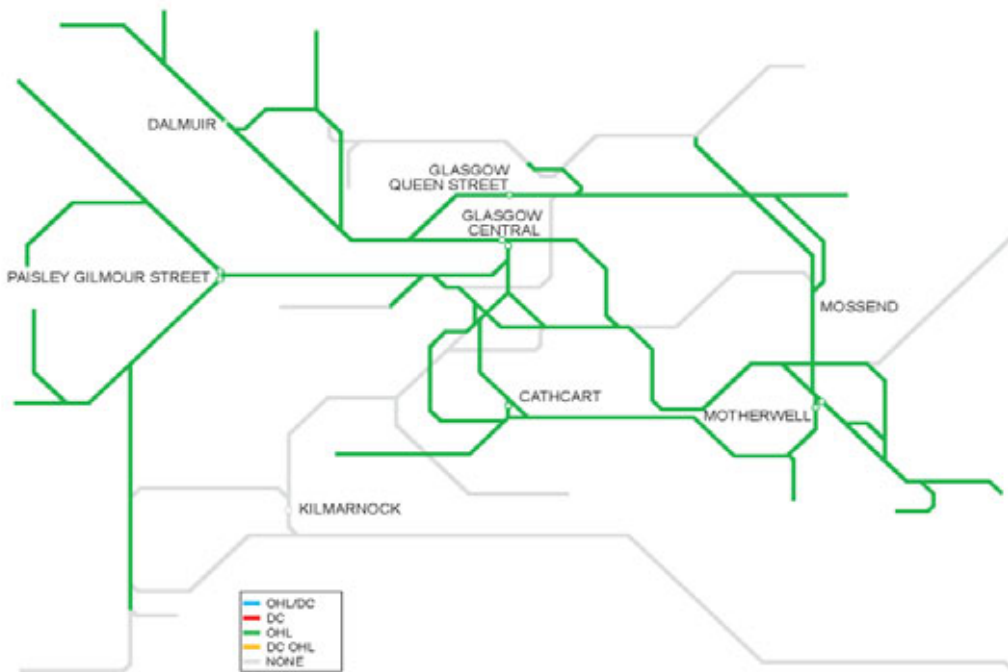 DALMUIR
GLASGOW
QUEEN STREET
GLASGOW
CENTRAL
PAISLEY GILMOUR STREET
MOSSEND
CATHCART
MOTHERWELL
KILMARNOCK
OHL/DC
DC
OHL
DC OHL
NONE